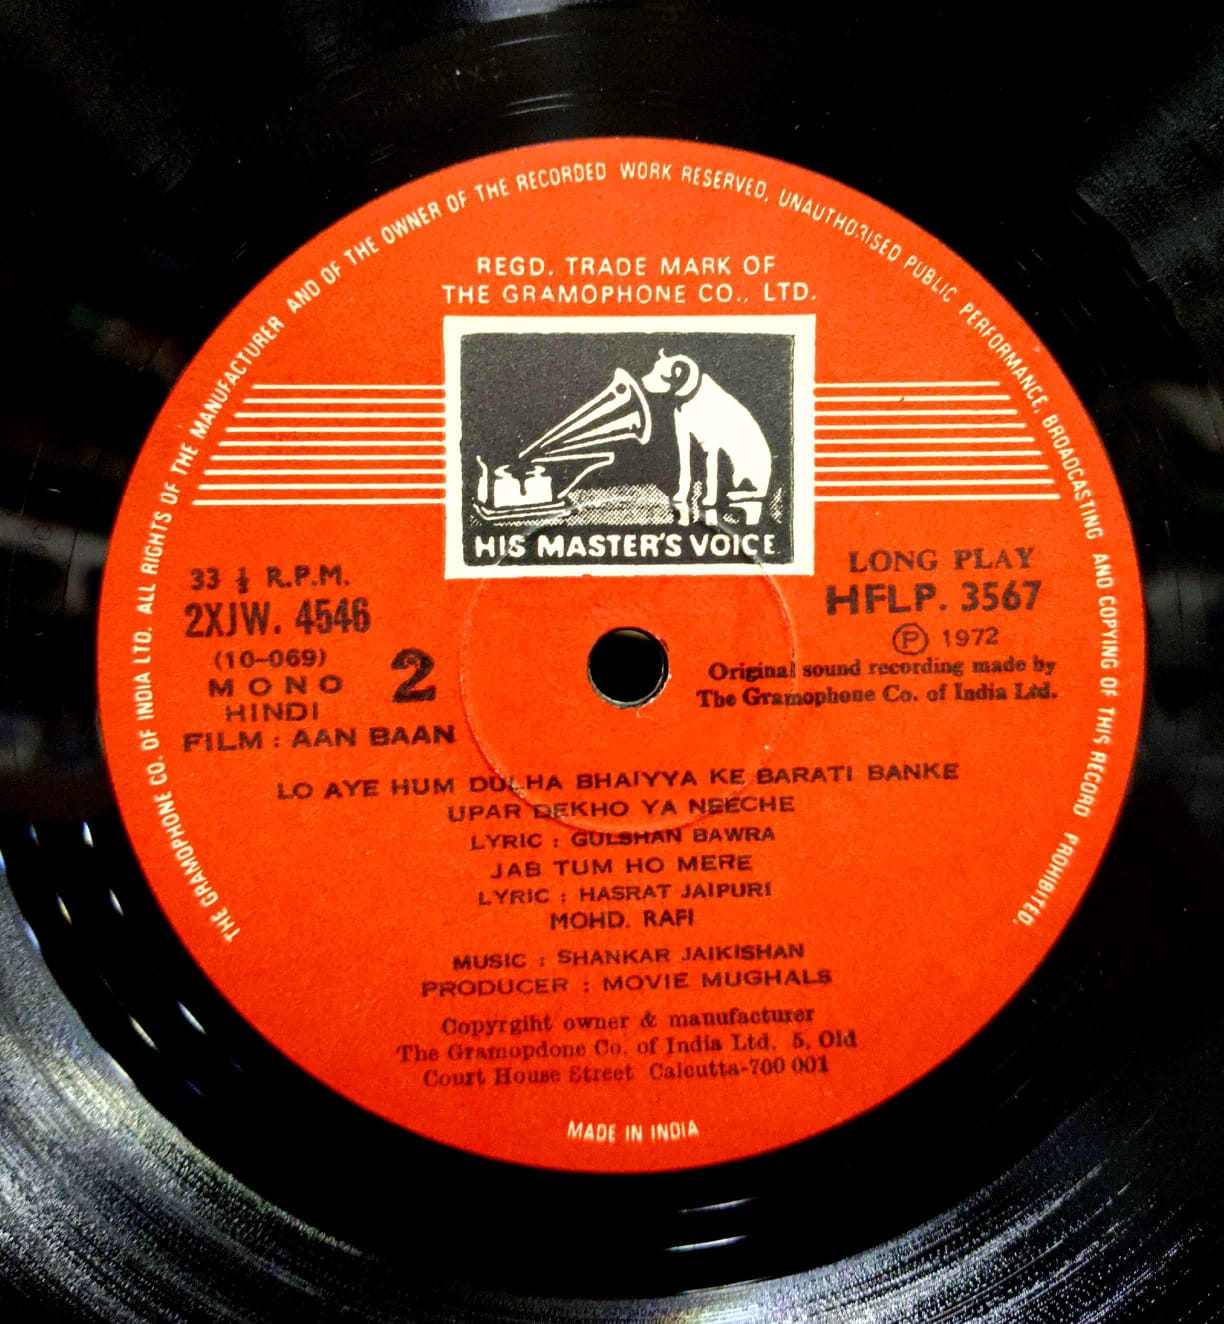 THE GRAMOPHONE CO. OF INDIA LTD. ALL RIGHTS OF THE MANUFACTURER AND OF THE OWNER OF THE RECORDED WORK RESERVED, UNAUTHORISED PUBLIC PERFORMANCE, BROADCASTING AND COPYING OF THIS RECORD PROHIBITED.
REGD. TRADE MARK OF
THE GRAMOPHONE CO., LTD.
HIS MASTER'S VOICE
33 ⅓ R.P.M.
2XJW. 4546
(10-069)
MONO
2
HINDI
FILM : AAN BAAN
LONG PLAY
HFLP. 3567
Ⓟ 1972
Original sound recording made by
The Gramophone Co. of India Ltd.
LO AYE HUM DULHA BHAIYYA KE BARATI BANKE
UPAR DEKHO YA NEECHE
LYRIC : GULSHAN BAWRA
JAB TUM HO MERE
LYRIC : HASRAT JAIPURI
MOHD. RAFI
MUSIC : SHANKAR JAIKISHAN
PRODUCER : MOVIE MUGHALS
Copyrgiht owner & manufacturer
The Gramopdone Co. of India Ltd. 5, Old
Court House Street Calcutta-700 001
MADE IN INDIA